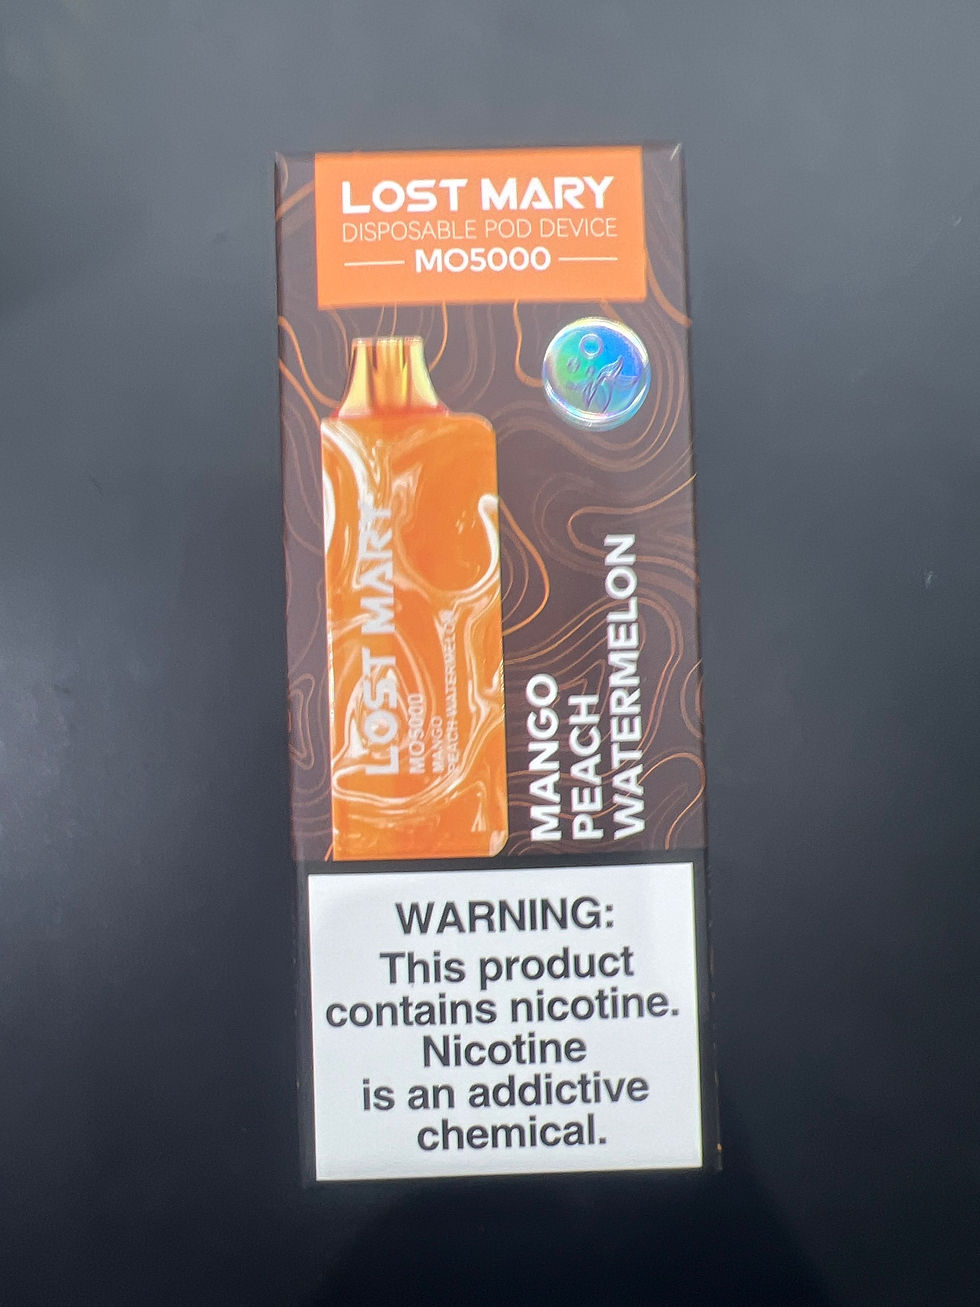 LOST MARY
DISPOSABLE POD DEVICE
MO5000
LOST MARY
MO5000
MANGO
PEACH WATERMELON
MANGO
PEACH
WATERMELON
WARNING:
This product
contains nicotine.
Nicotine
is an addictive
chemical.